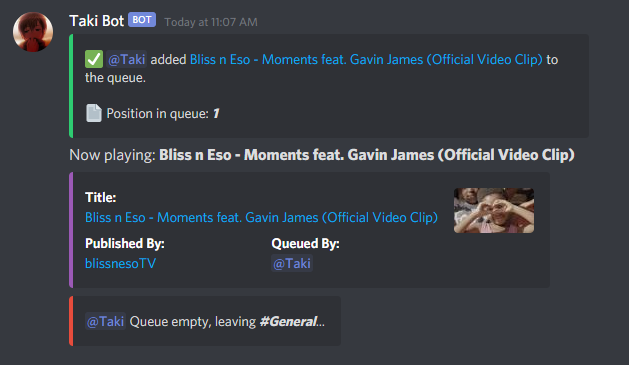 Taki Bot BOT Today at 11:07 AM
@Taki added Bliss n Eso - Moments feat. Gavin James (Official Video Clip) to
the queue.
Position in queue: 1
Now playing: Bliss n Eso - Moments feat. Gavin James (Official Video Clip)
Title:
Bliss n Eso - Moments feat. Gavin James (Official Video Clip)
Published By: Queued By:
blissnesoTV @Taki
@Taki Queue empty, leaving #General...